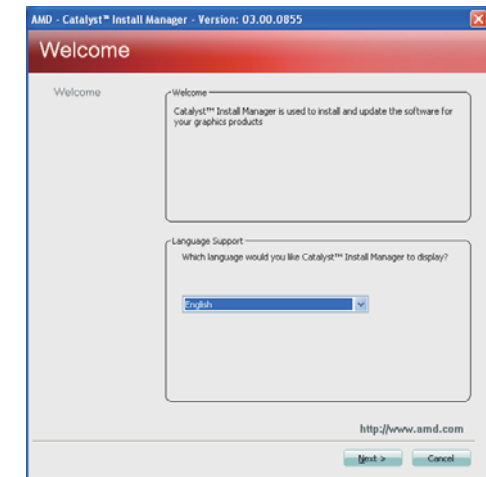 AMD - Catalyst™ Install Manager - Version: 03.00.0855
Welcome
Welcome
Welcome
Catalyst™ Install Manager is used to install and update the software for
your graphics products
Language Support
Which language would you like Catalyst™ Install Manager to display?
English
http://www.amd.com
Next >
Cancel